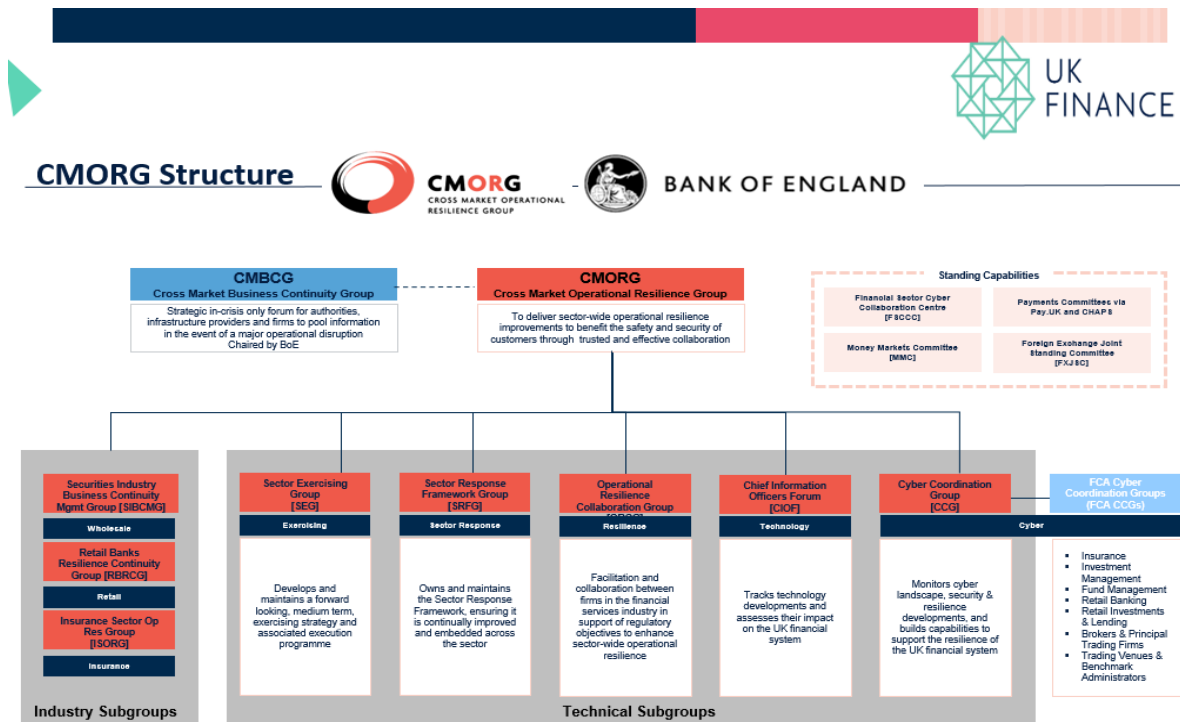 UK
FINANCE
CMORG Structure
CMORG
CROSS MARKET OPERATIONAL
RESILIENCE GROUP
BANK OF ENGLAND
CMBCG
Cross Market Business Continuity Group
Strategic in-crisis only forum for authorities,
infrastructure providers and firms to pool information
in the event of a major operational disruption
Chaired by BoE
CMORG
Cross Market Operational Resilience Group
To deliver sector-wide operational resilience
improvements to benefit the safety and security of
customers through trusted and effective collaboration
Standing Capabilities
Financial Sector Cyber
Collaboration Centre
[FSCCC]
Payments Committees via
Pay.UK and CHAPS
Money Markets Committee
[MMC]
Foreign Exchange Joint
Standing Committee
[FXJSC]
Securities Industry
Business Continuity
Mgmt Group [SIBCMG]
Wholesale
Retail Banks
Resilience Continuity
Group [RBRCG]
Retail
Insurance Sector Op
Res Group
[ISORG]
Insurance
Industry Subgroups
Sector Exercising
Group
[SEG]
Exercising
Develops and
maintains a forward
looking, medium term,
exercising strategy and
associated execution
programme
Sector Response
Framework Group
[SRFG]
Sector Response
Owns and maintains
the Sector Response
Framework, ensuring it
is continually improved
and embedded across
the sector
Operational
Resilience
Collaboration Group
Resilience
Facilitation and
collaboration between
firms in the financial
services industry in
support of regulatory
objectives to enhance
sector-wide operational
resilience
Chief Information
Officers Forum
[CIOF]
Technology
Tracks technology
developments and
assesses their impact
on the UK financial
system
Cyber Coordination
Group
[CCG]
Cyber
Monitors cyber
landscape, security &
resilience
developments, and
builds capabilities to
support the resilience of
the UK financial system
Technical Subgroups
FCA Cyber
Coordination Groups
(FCA CCGs)
▪ Insurance
▪ Investment
Management
▪ Fund Management
▪ Retail Banking
▪ Retail Investments
& Lending
▪ Brokers & Principal
Trading Firms
▪ Trading Venues &
Benchmark
Administrators